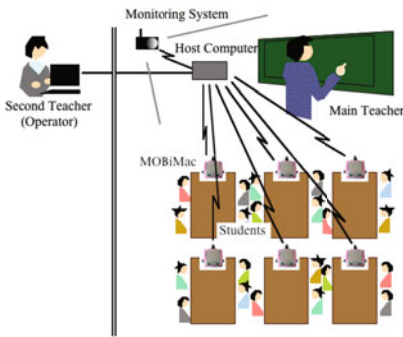 Monitoring System
Host Computer
Second Teacher
(Operator)
Main Teacher
MOBiMac
Students